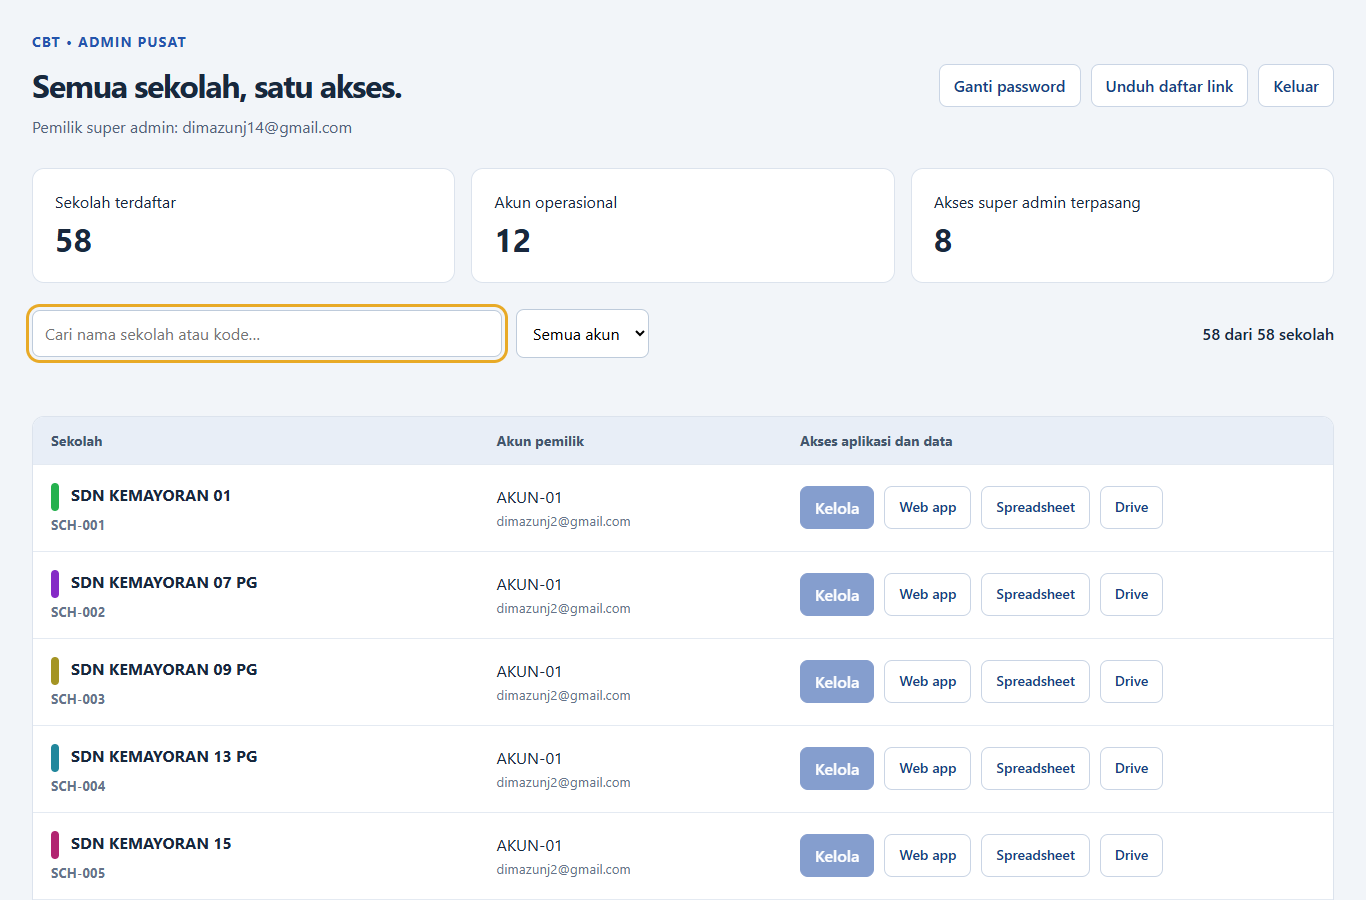 CBT • ADMIN PUSAT
Semua sekolah, satu akses.
Pemilik super admin: dimazunj14@gmail.com
Ganti password
Unduh daftar link
Keluar
Sekolah terdaftar
58
Akun operasional
12
Akses super admin terpasang
8
Cari nama sekolah atau kode...
Semua akun
58 dari 58 sekolah
Sekolah Akun pemilik Akses aplikasi dan data
SDN KEMAYORAN 01
SCH-001
AKUN-01
dimazunj2@gmail.com
Kelola Web app Spreadsheet Drive
SDN KEMAYORAN 07 PG
SCH-002
AKUN-01
dimazunj2@gmail.com
Kelola Web app Spreadsheet Drive
SDN KEMAYORAN 09 PG
SCH-003
AKUN-01
dimazunj2@gmail.com
Kelola Web app Spreadsheet Drive
SDN KEMAYORAN 13 PG
SCH-004
AKUN-01
dimazunj2@gmail.com
Kelola Web app Spreadsheet Drive
SDN KEMAYORAN 15
SCH-005
AKUN-01
dimazunj2@gmail.com
Kelola Web app Spreadsheet Drive